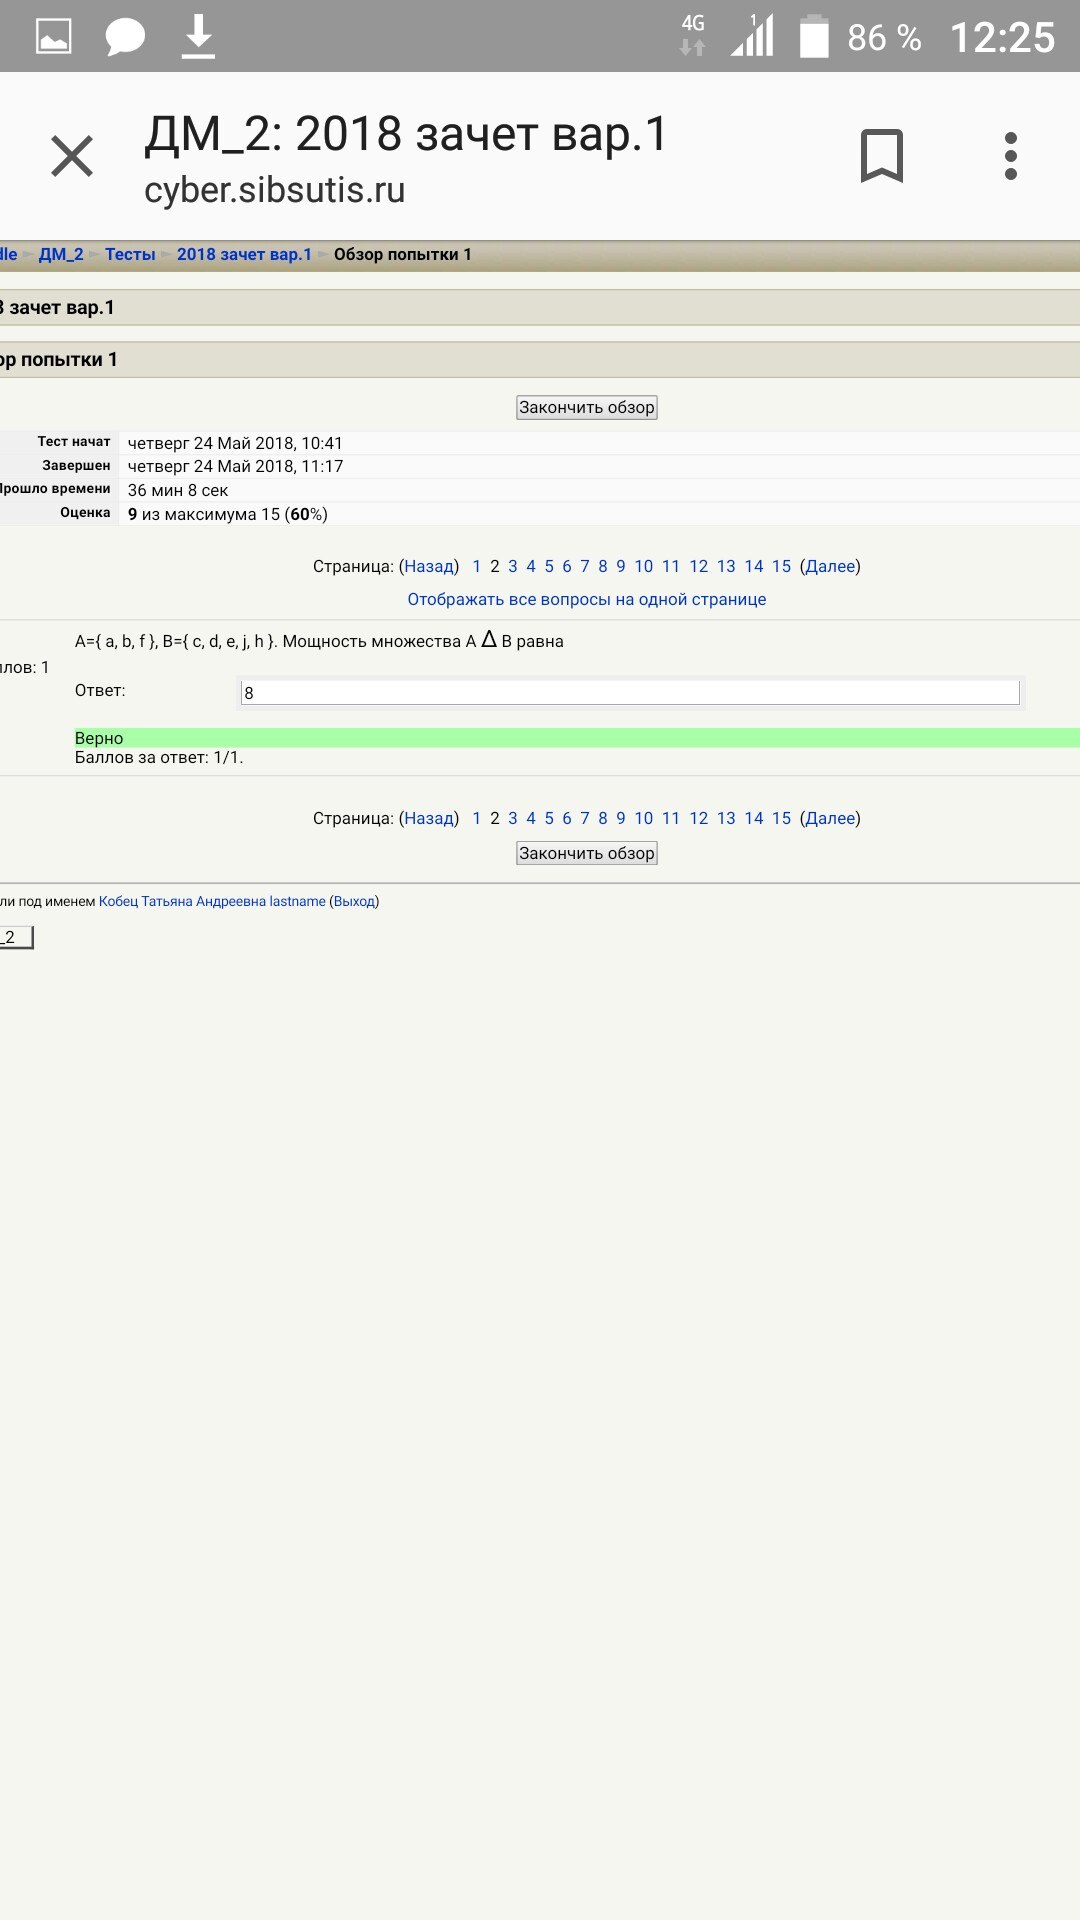 4G 1 86 % 12:25
ДМ_2: 2018 зачет вар.1
cyber.sibsutis.ru
dle ДМ_2 Тесты 2018 зачет вар.1 Обзор попытки 1
8 зачет вар.1
ор попытки 1
Закончить обзор
Тест начат четверг 24 Май 2018, 10:41
Завершен четверг 24 Май 2018, 11:17
Прошло времени 36 мин 8 сек
Оценка 9 из максимума 15 (60%)
Страница: (Назад) 1 2 3 4 5 6 7 8 9 10 11 12 13 14 15 (Далее)
Отображать все вопросы на одной странице
A={ a, b, f }, B={ c, d, e, j, h }. Мощность множества A Δ B равна
ллов: 1
Ответ: 8
Верно
Баллов за ответ: 1/1.
Страница: (Назад) 1 2 3 4 5 6 7 8 9 10 11 12 13 14 15 (Далее)
Закончить обзор
ли под именем Кобец Татьяна Андреевна lastname (Выход)
_2